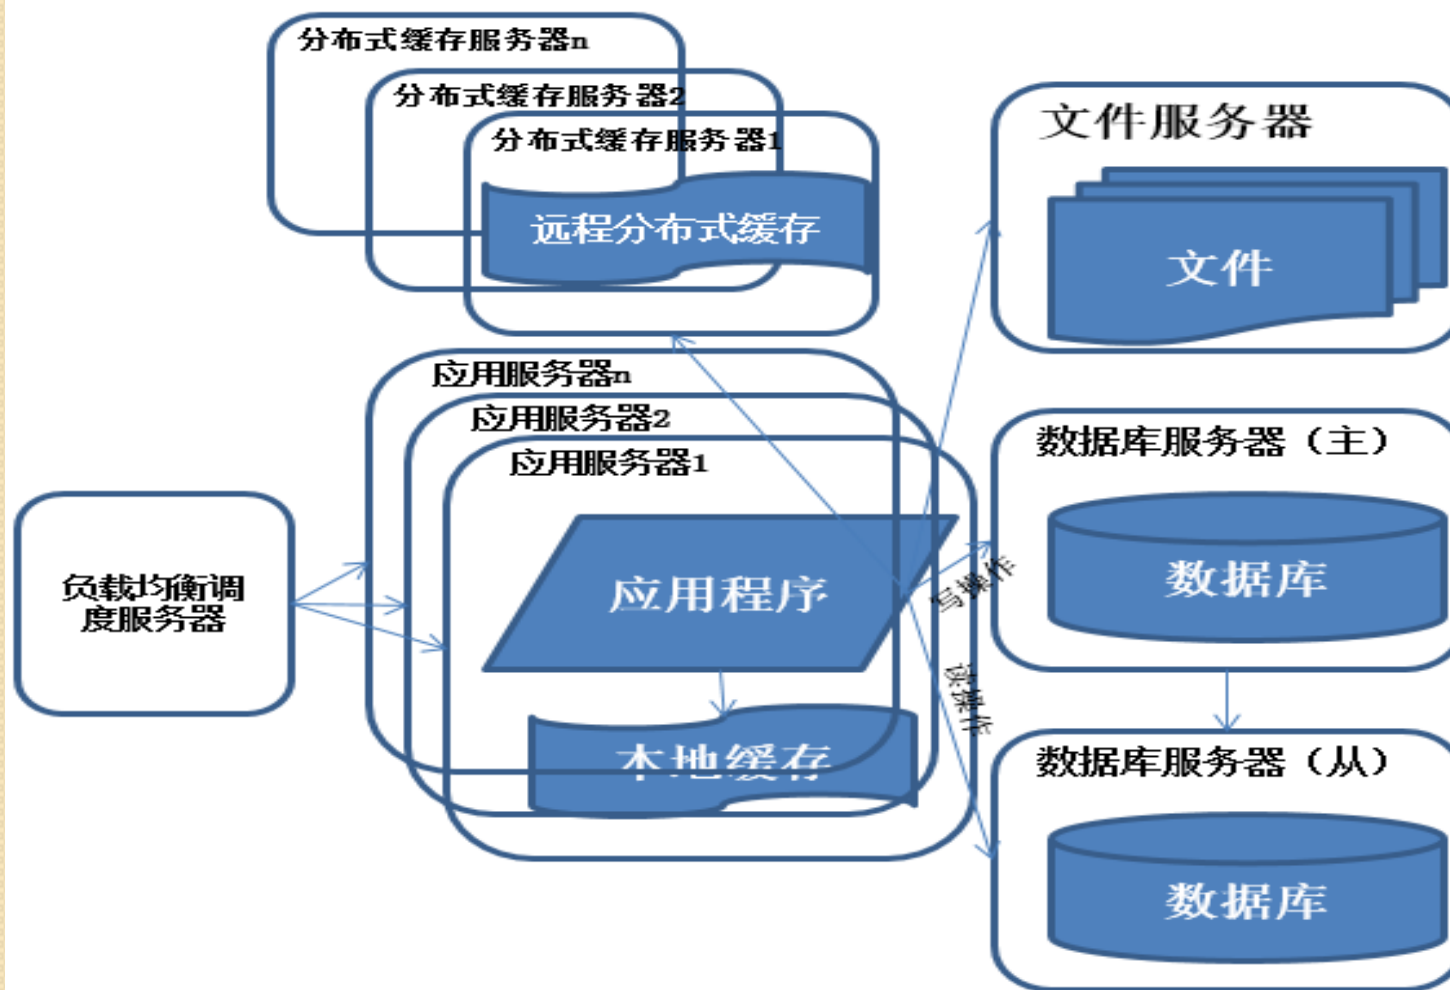 分布式缓存服务器n
分布式缓存服务器2
分布式缓存服务器1
远程分布式缓存
文件服务器
文件
应用服务器n
应用服务器2
应用服务器1
应用程序
本地缓存
负载均衡调
度服务器
写操作
读操作
数据库服务器（主）
数据库
数据库服务器（从）
数据库